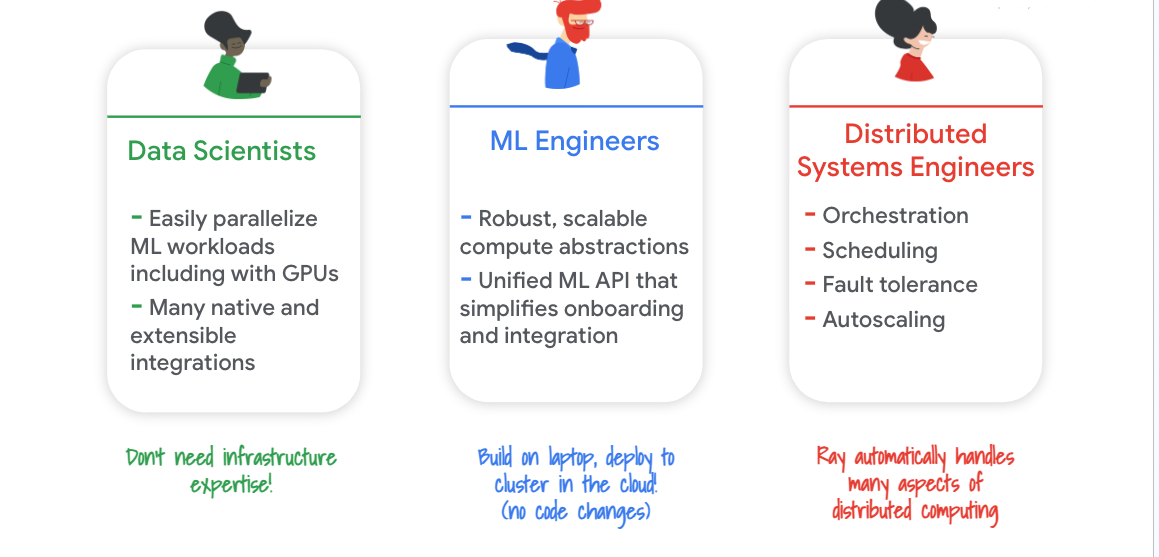 Data Scientists
- Easily parallelize
ML workloads
including with GPUs
- Many native and
extensible
integrations
Don't need infrastructure
expertise!
ML Engineers
- Robust, scalable
compute abstractions
- Unified ML API that
simplifies onboarding
and integration
Build on laptop, deploy to
cluster in the cloud!
(no code changes)
Distributed
Systems Engineers
- Orchestration
- Scheduling
- Fault tolerance
- Autoscaling
Ray automatically handles
many aspects of
distributed computing